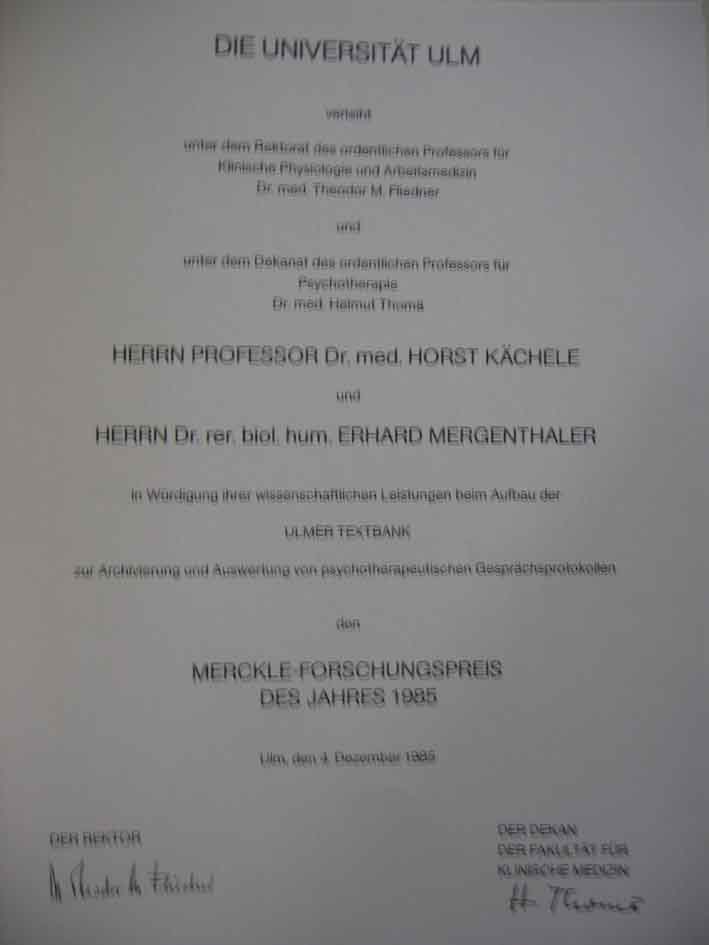 DIE UNIVERSITÄT ULM
verleiht
unter dem Rektorat des ordentlichen Professors für
Klinische Physiologie und Arbeitsmedizin
Dr. med. Theodor M. Fliedner
und
unter dem Dekanat des ordentlichen Professors für
Psychotherapie
Dr. med. Helmut Thomä
HERRN PROFESSOR Dr. med. HORST KÄCHELE
und
HERRN Dr. rer. biol. hum. ERHARD MERGENTHALER
in Würdigung ihrer wissenschaftlichen Leistungen beim Aufbau der
ULMER TEXTBANK
zur Archivierung und Auswertung von psychotherapeutischen Gesprächsprotokollen
den
MERCKLE-FORSCHUNGSPREIS
DES JAHRES 1985
Ulm, den 4. Dezember 1985
DER REKTOR
DER DEKAN
DER FAKULTÄT FÜR
KLINISCHE MEDIZIN
H. Thomä